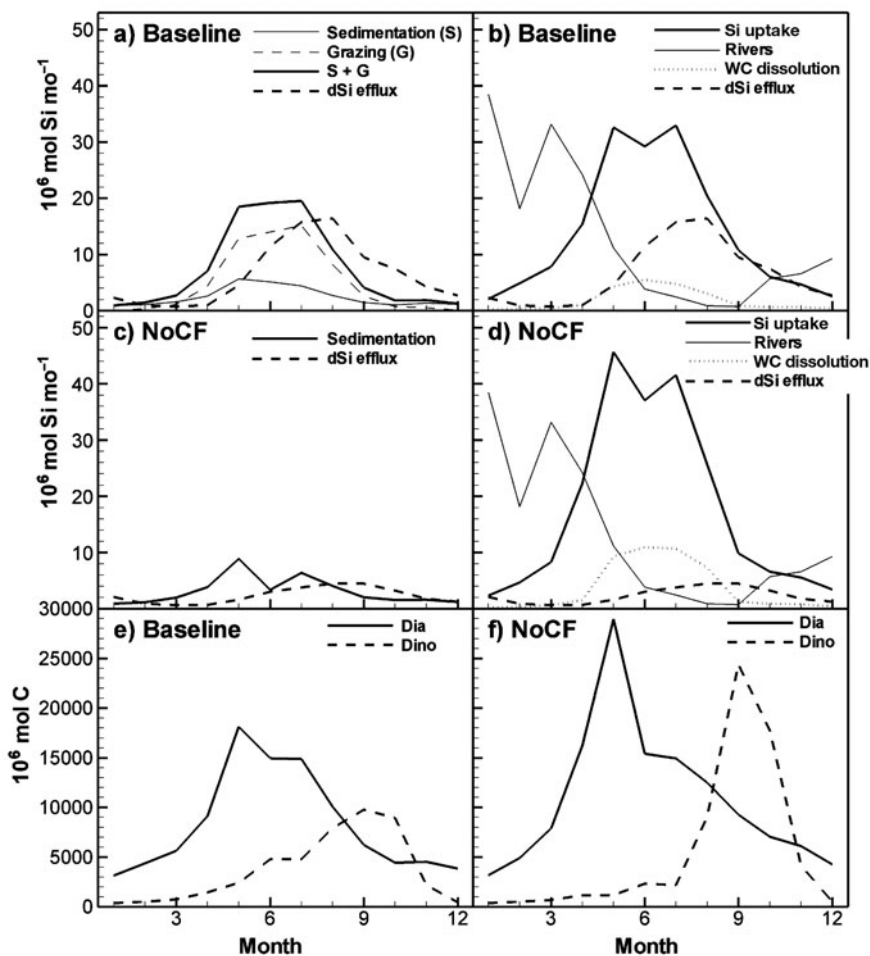 a) Baseline
Sedimentation (S)
Grazing (G)
S + G
dSi efflux
10⁶ mol Si mo⁻¹
50
40
30
20
10
0
b) Baseline
Si uptake
Rivers
WC dissolution
dSi efflux
c) NoCF
Sedimentation
dSi efflux
10⁶ mol Si mo⁻¹
50
40
30
20
10
d) NoCF
Si uptake
Rivers
WC dissolution
dSi efflux
e) Baseline
Dia
Dino
10⁶ mol C
30000
25000
20000
15000
10000
5000
0
3
6
9
12
Month
f) NoCF
Dia
Dino
3
6
9
12
Month